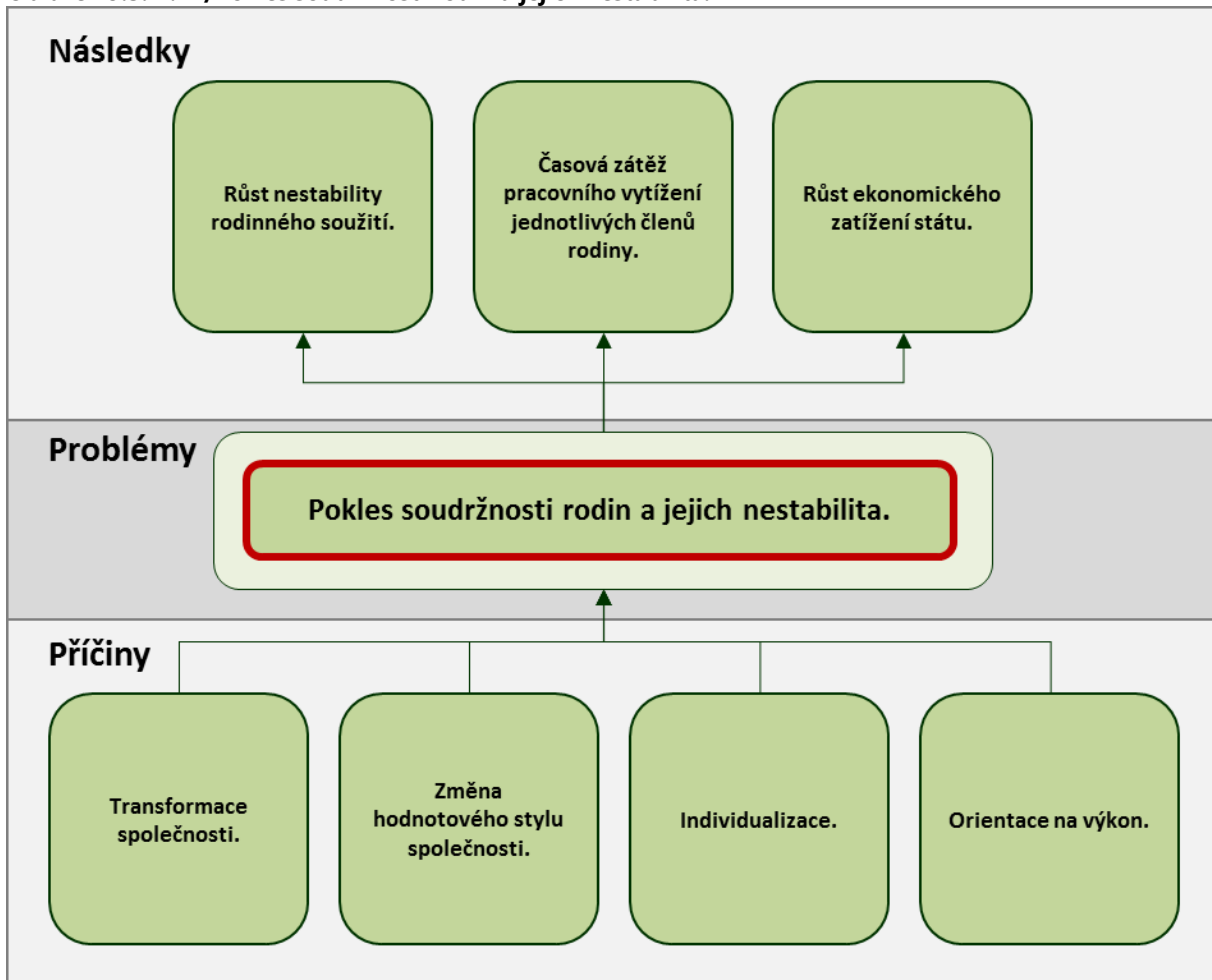 Následky
Růst nestability
rodinného soužití.
Časová zátěž
pracovního vytížení
jednotlivých členů
rodiny.
Růst ekonomického
zatížení státu.
Problémy
Pokles soudržnosti rodin a jejich nestabilita.
Příčiny
Transformace
společnosti.
Změna
hodnotového stylu
společnosti.
Individualizace.
Orientace na výkon.